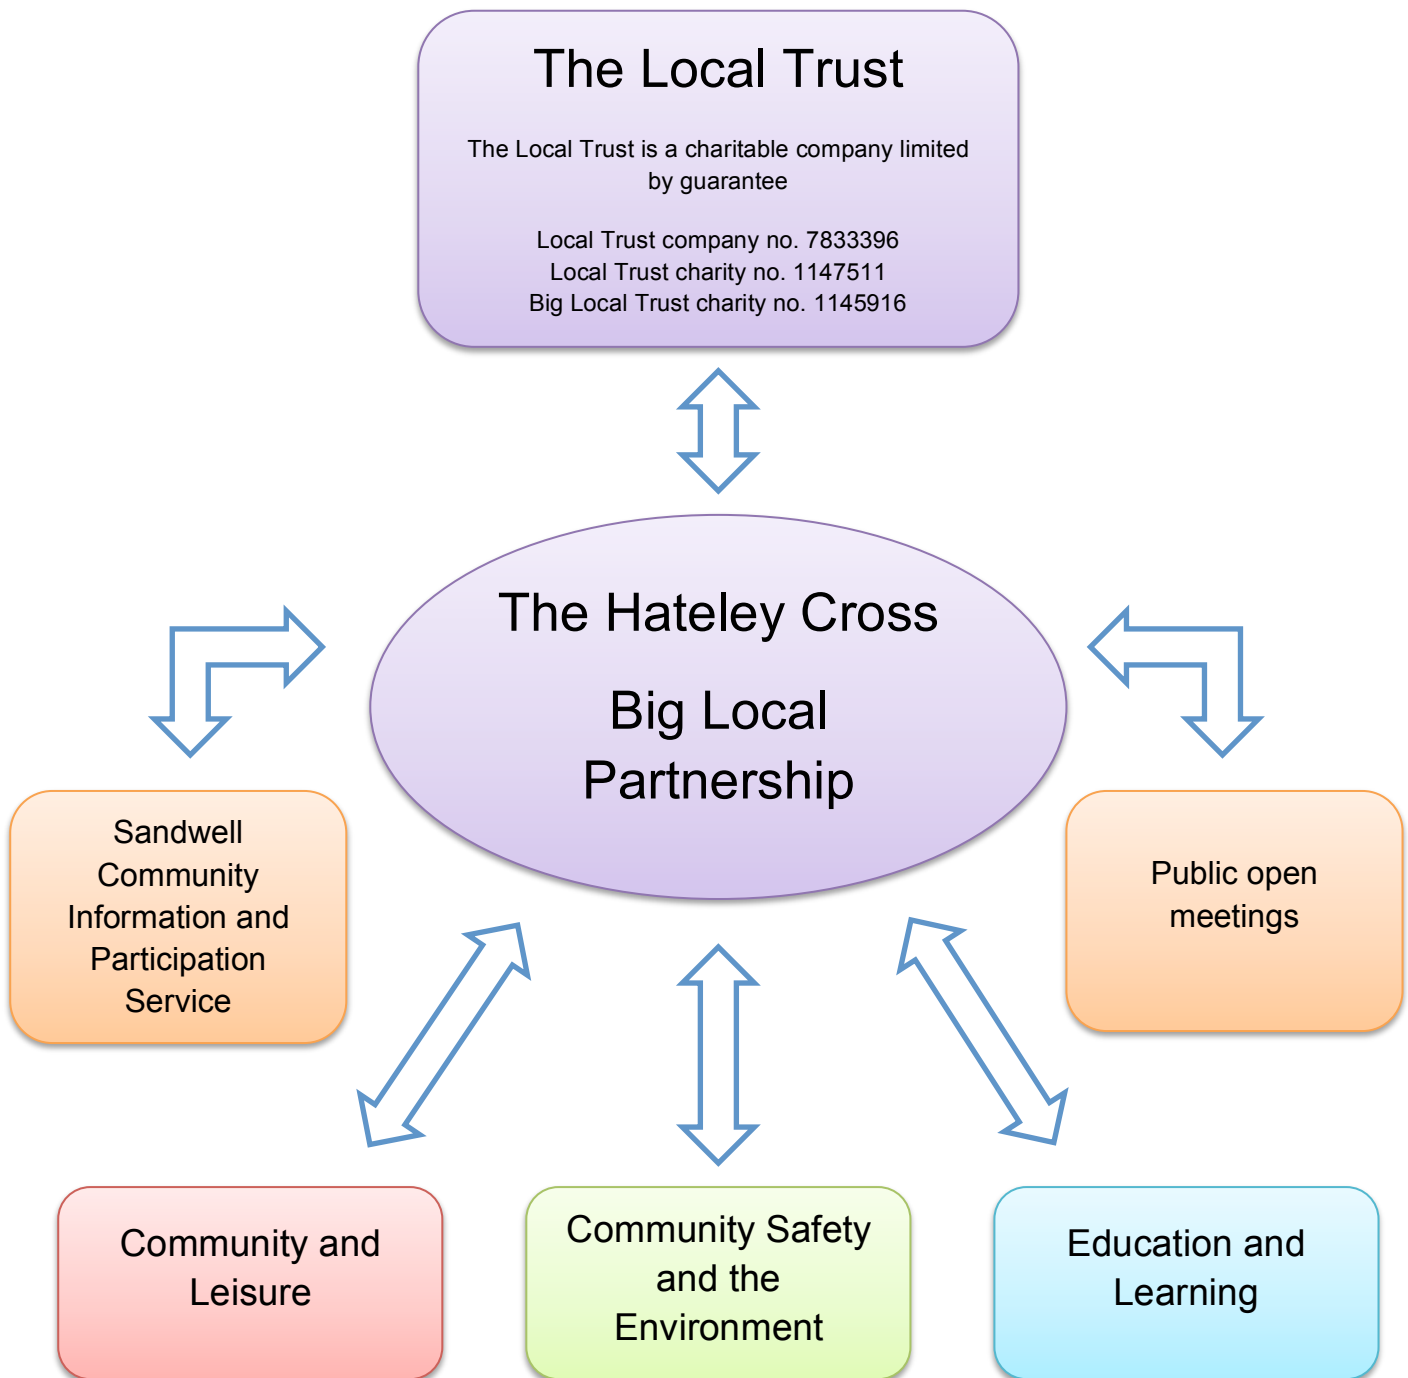 The Local Trust
The Local Trust is a charitable company limited
by guarantee
Local Trust company no. 7833396
Local Trust charity no. 1147511
Big Local Trust charity no. 1145916
The Hateley Cross
Big Local
Partnership
Sandwell
Community
Information and
Participation
Service
Public open
meetings
Community and
Leisure
Community Safety
and the
Environment
Education and
Learning